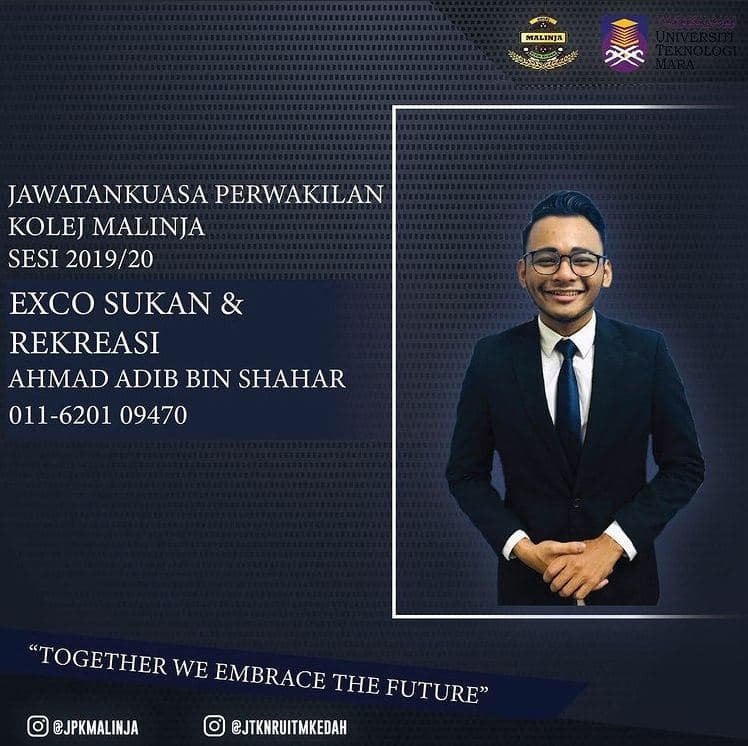 MALINJA
UNIVERSITI
TEKNOLOGI
MARA
JAWATANKUASA PERWAKILAN
KOLEJ MALINJA
SESI 2019/20
EXCO SUKAN &
REKREASI
AHMAD ADIB BIN SHAHAR
011-6201 09470
“TOGETHER WE EMBRACE THE FUTURE”
@JPKMALINJA
@JTKNRUITMKEDAH